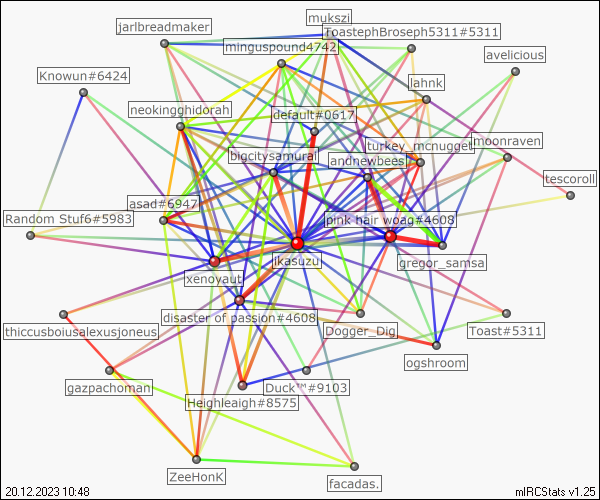 mukszi
jarlbreadmaker
ToastephBroseph5311#5311
minguspound4742
avelicious
Knowun#6424
lahnk
neokingghidorah
default#0617
turkey_mcnugget
moonraven
bigcitysamurai
andnewbees
tescoroll
asad#6947
Random Stuf6#5983
pink hair woag#4608
ikasuzu
gregor_samsa
xenoyaut
disaster of passion#4608
thiccusboiusalexusjoneus
Dogger_Dig
Toast#5311
ogshroom
gazpachoman
Duck™#9103
Heighleaigh#8575
ZeeHonK
facadas.
20.12.2023 10:48
mIRCStats v1.25